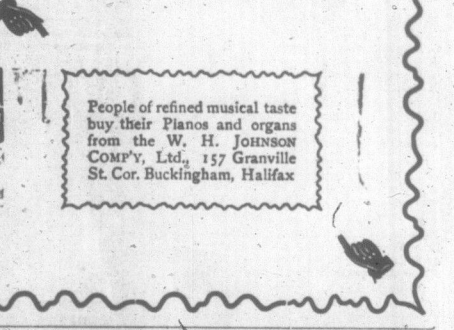 People of refined musical taste
buy their Pianos and organs
from the W. H. JOHNSON
COMP'Y, Ltd., 157 Granville
St. Cor. Buckingham, Halifax